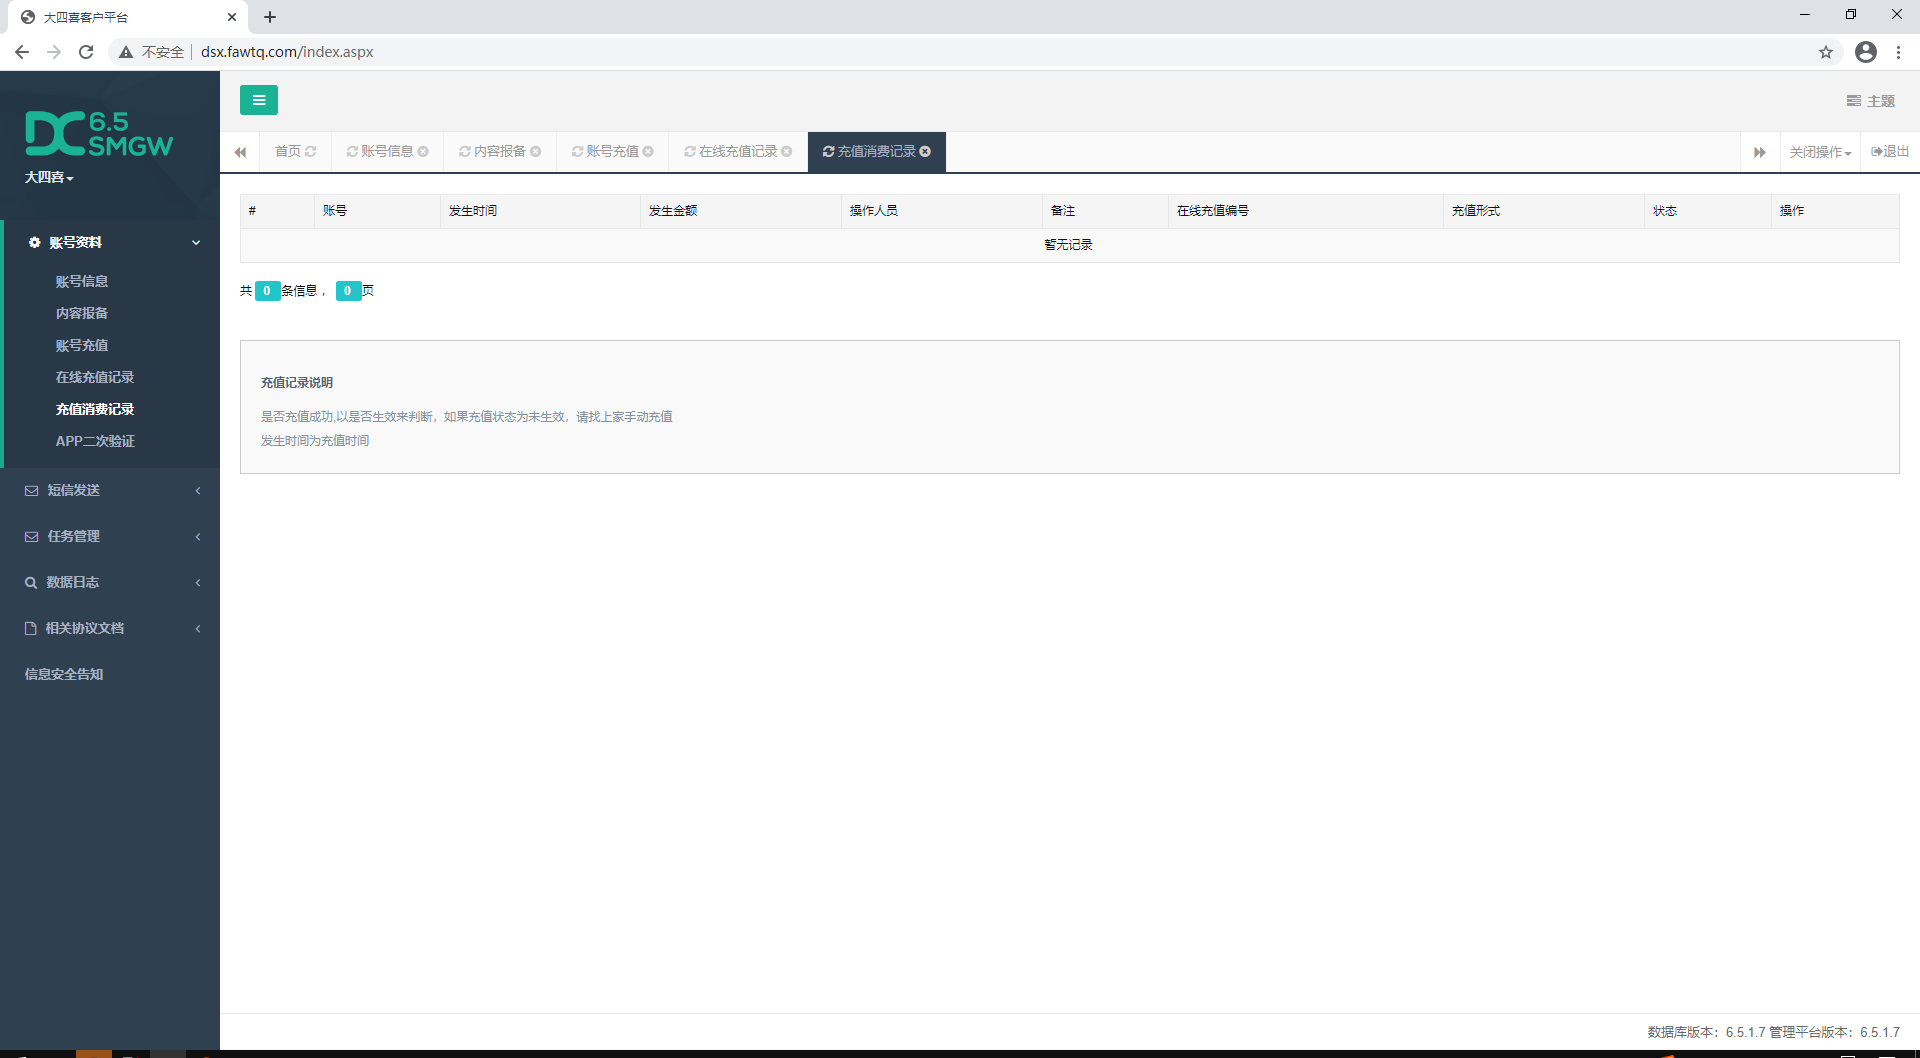 大四喜客户平台
不安全 dsx.fawtq.com/index.aspx
DC 6.5 SMGW
大四喜
主题
首页 账号信息 内容报备 账号充值 在线充值记录 充值消费记录 关闭操作 退出
账号资料
账号信息
内容报备
账号充值
在线充值记录
充值消费记录
APP二次验证
短信发送
任务管理
数据日志
相关协议文档
信息安全告知
# 账号 发生时间 发生金额 操作人员 备注 在线充值编号 充值形式 状态 操作
暂无记录
共 0 条信息， 0 页
充值记录说明
是否充值成功,以是否生效来判断，如果充值状态为未生效，请找上家手动充值
发生时间为充值时间
数据库版本：6.5.1.7 管理平台版本：6.5.1.7